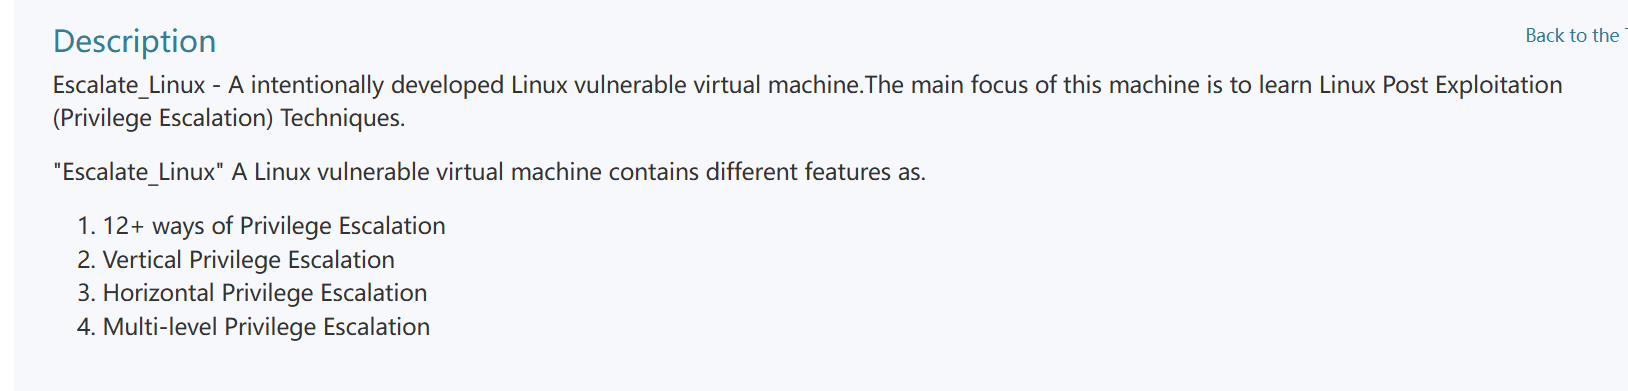 Description
Back to the
Escalate_Linux - A intentionally developed Linux vulnerable virtual machine.The main focus of this machine is to learn Linux Post Exploitation
(Privilege Escalation) Techniques.
"Escalate_Linux" A Linux vulnerable virtual machine contains different features as.
1. 12+ ways of Privilege Escalation
2. Vertical Privilege Escalation
3. Horizontal Privilege Escalation
4. Multi-level Privilege Escalation